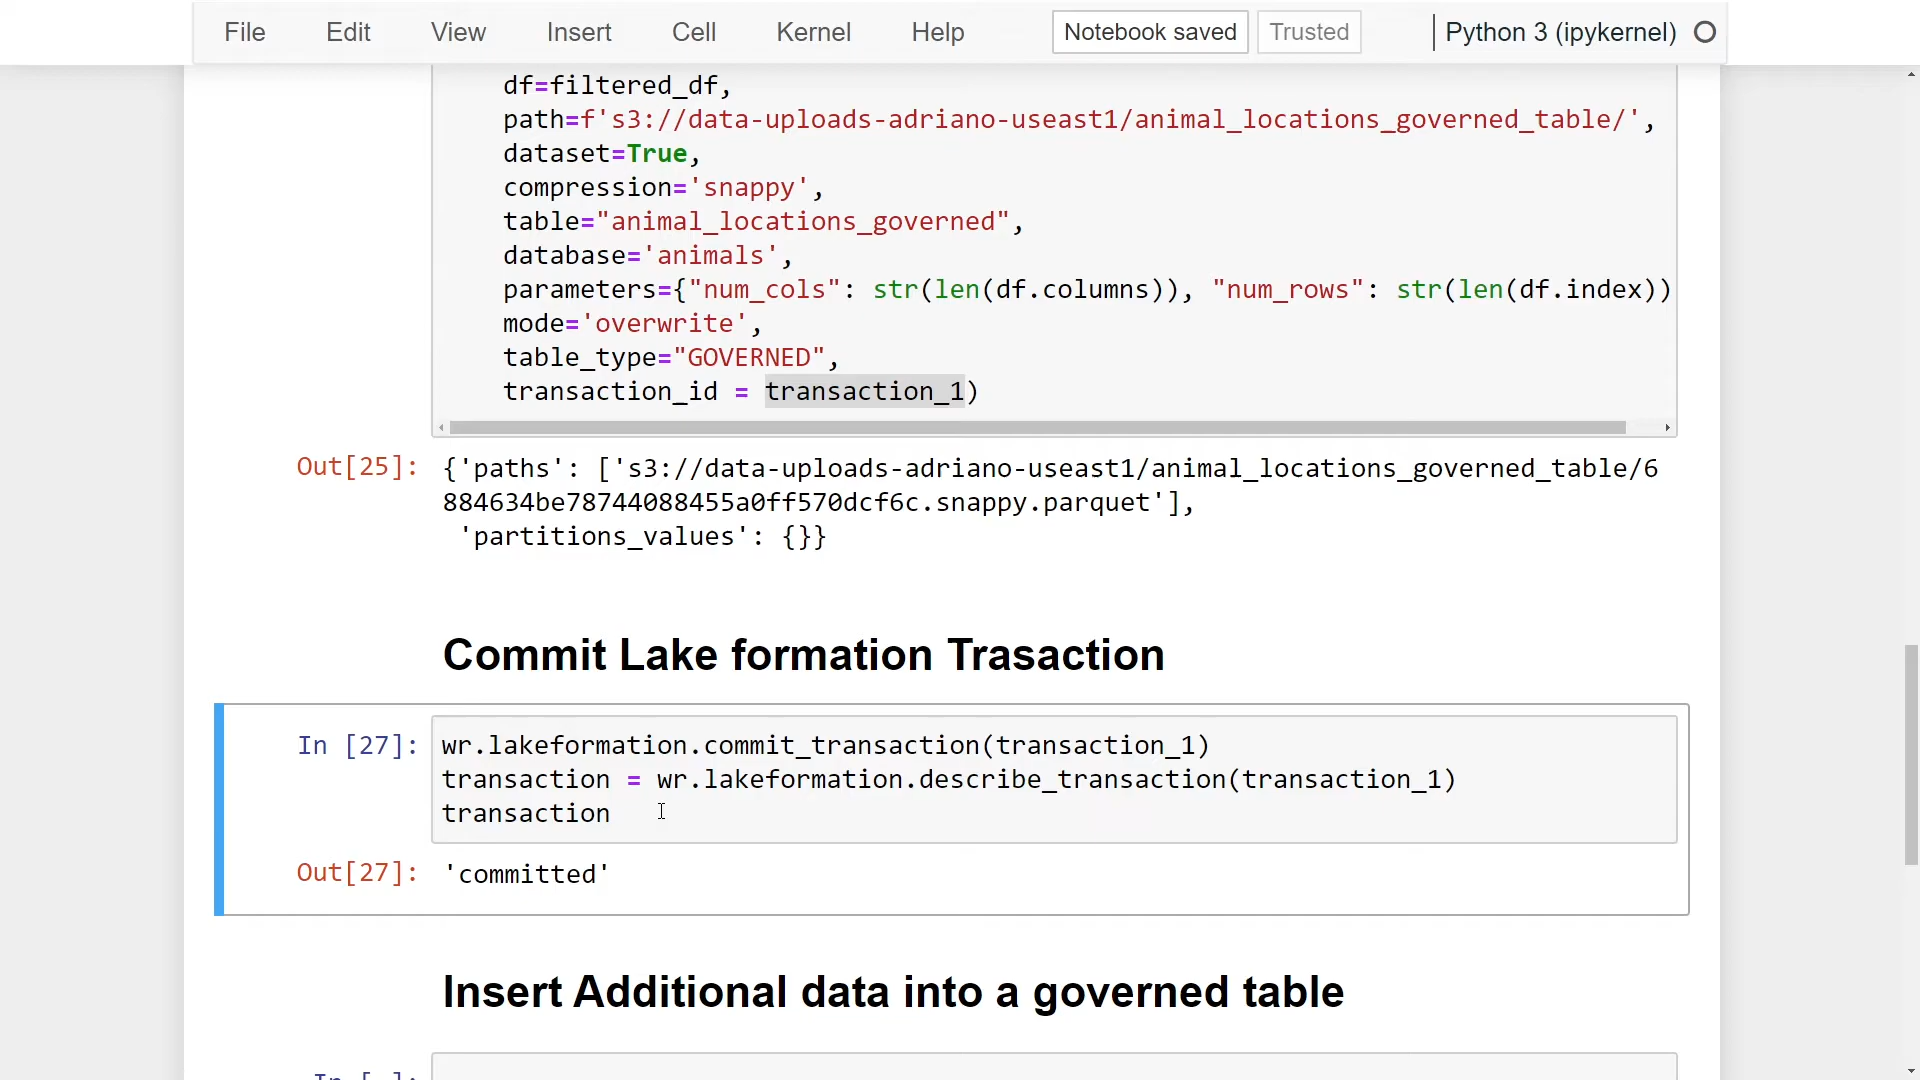 File Edit View Insert Cell Kernel Help Notebook saved Trusted Python 3 (ipykernel)
df=filtered_df,
path=f's3://data-uploads-adriano-useast1/animal_locations_governed_table/',
dataset=True,
compression='snappy',
table="animal_locations_governed",
database='animals',
parameters={"num_cols": str(len(df.columns)), "num_rows": str(len(df.index))
mode='overwrite',
table_type="GOVERNED",
transaction_id = transaction_1)
Out[25]: {'paths': ['s3://data-uploads-adriano-useast1/animal_locations_governed_table/6
884634be78744088455a0ff570dcf6c.snappy.parquet'],
'partitions_values': {}}
Commit Lake formation Trasaction
In [27]: wr.lakeformation.commit_transaction(transaction_1)
transaction = wr.lakeformation.describe_transaction(transaction_1)
transaction
Out[27]: 'committed'
Insert Additional data into a governed table
In [ ]: